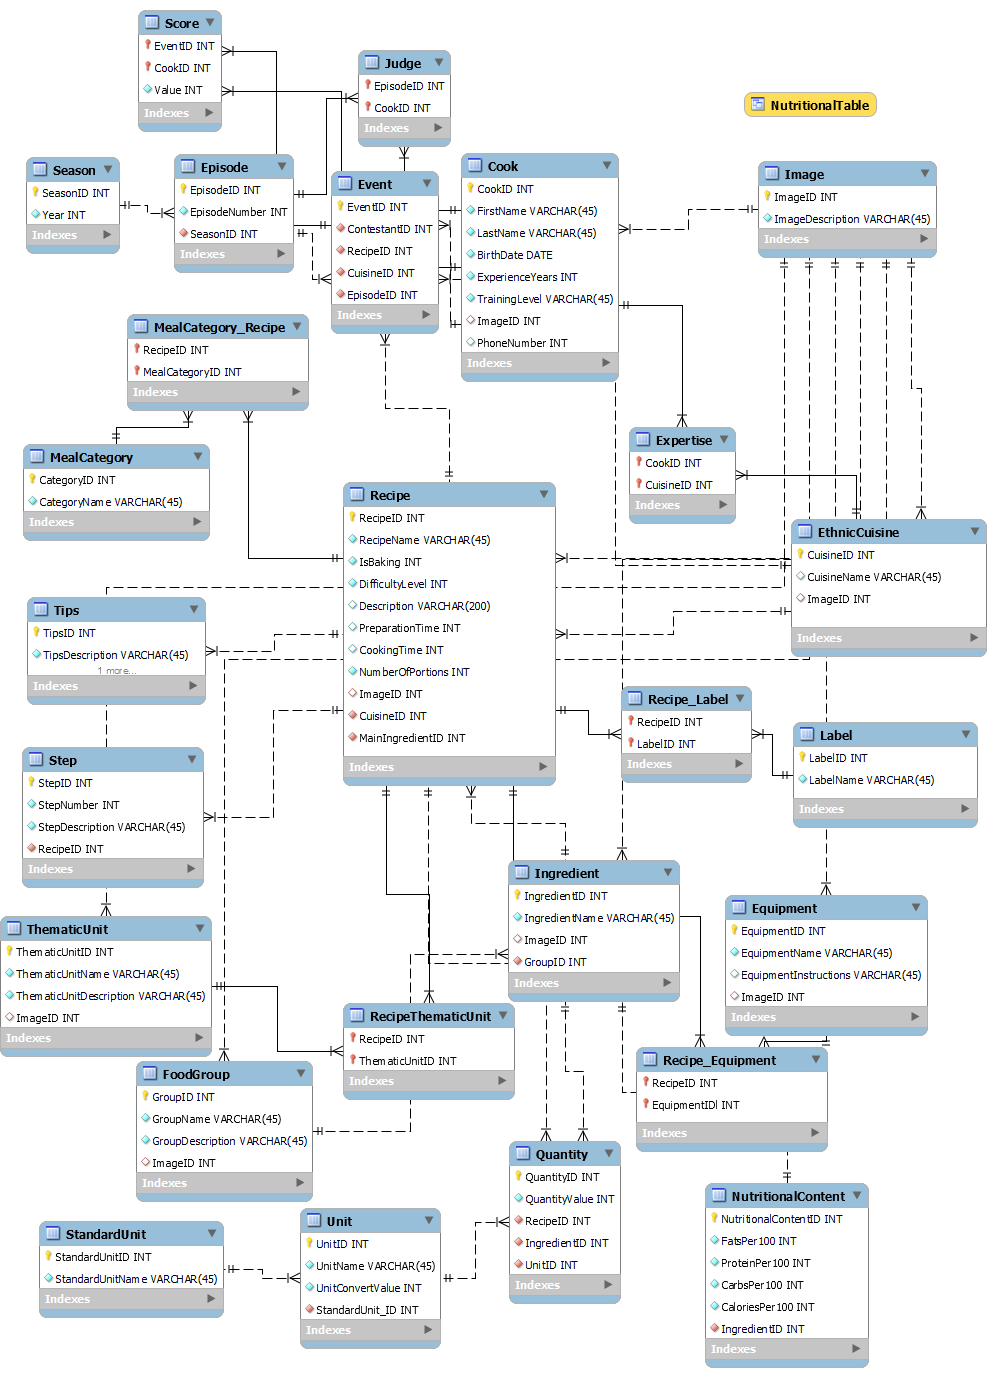 Score
EventID INT
CookID INT
Value INT
Indexes
Judge
EpisodeID INT
CookID INT
Indexes
NutritionalTable
Season
SeasonID INT
Year INT
Indexes
Episode
EpisodeID INT
EpisodeNumber INT
SeasonID INT
Indexes
Event
EventID INT
ContestantID INT
RecipeID INT
CuisineID INT
EpisodeID INT
Indexes
Cook
CookID INT
FirstName VARCHAR(45)
LastName VARCHAR(45)
BirthDate DATE
ExperienceYears INT
TrainingLevel VARCHAR(45)
ImageID INT
PhoneNumber INT
Indexes
Image
ImageID INT
ImageDescription VARCHAR(45)
Indexes
MealCategory_Recipe
RecipeID INT
MealCategoryID INT
Indexes
MealCategory
CategoryID INT
CategoryName VARCHAR(45)
Indexes
Expertise
CookID INT
CuisineID INT
Indexes
Recipe
RecipeID INT
RecipeName VARCHAR(45)
IsBaking INT
DifficultyLevel INT
Description VARCHAR(200)
PreparationTime INT
CookingTime INT
NumberOfPortions INT
ImageID INT
CuisineID INT
MainIngredientID INT
Indexes
EthnicCuisine
CuisineID INT
CuisineName VARCHAR(45)
ImageID INT
Indexes
Tips
TipsID INT
TipsDescription VARCHAR(45)
1 more...
Indexes
Recipe_Label
RecipeID INT
LabelID INT
Indexes
Label
LabelID INT
LabelName VARCHAR(45)
Indexes
Step
StepID INT
StepNumber INT
StepDescription VARCHAR(45)
RecipeID INT
Indexes
Ingredient
IngredientID INT
IngredientName VARCHAR(45)
ImageID INT
GroupID INT
Indexes
Equipment
EquipmentID INT
EquipmentName VARCHAR(45)
EquipmentInstructions VARCHAR(45)
ImageID INT
Indexes
ThematicUnit
ThematicUnitID INT
ThematicUnitName VARCHAR(45)
ThematicUnitDescription VARCHAR(45)
ImageID INT
Indexes
RecipeThematicUnit
RecipeID INT
ThematicUnitID INT
Indexes
Recipe_Equipment
RecipeID INT
EquipmentIDl INT
Indexes
FoodGroup
GroupID INT
GroupName VARCHAR(45)
GroupDescription VARCHAR(45)
ImageID INT
Indexes
Quantity
QuantityID INT
QuantityValue INT
RecipeID INT
IngredientID INT
UnitID INT
Indexes
NutritionalContent
NutritionalContentID INT
FatsPer100 INT
ProteinPer100 INT
CarbsPer100 INT
CaloriesPer100 INT
IngredientID INT
Indexes
StandardUnit
StandardUnitID INT
StandardUnitName VARCHAR(45)
Indexes
Unit
UnitID INT
UnitName VARCHAR(45)
UnitConvertValue INT
StandardUnit_ID INT
Indexes